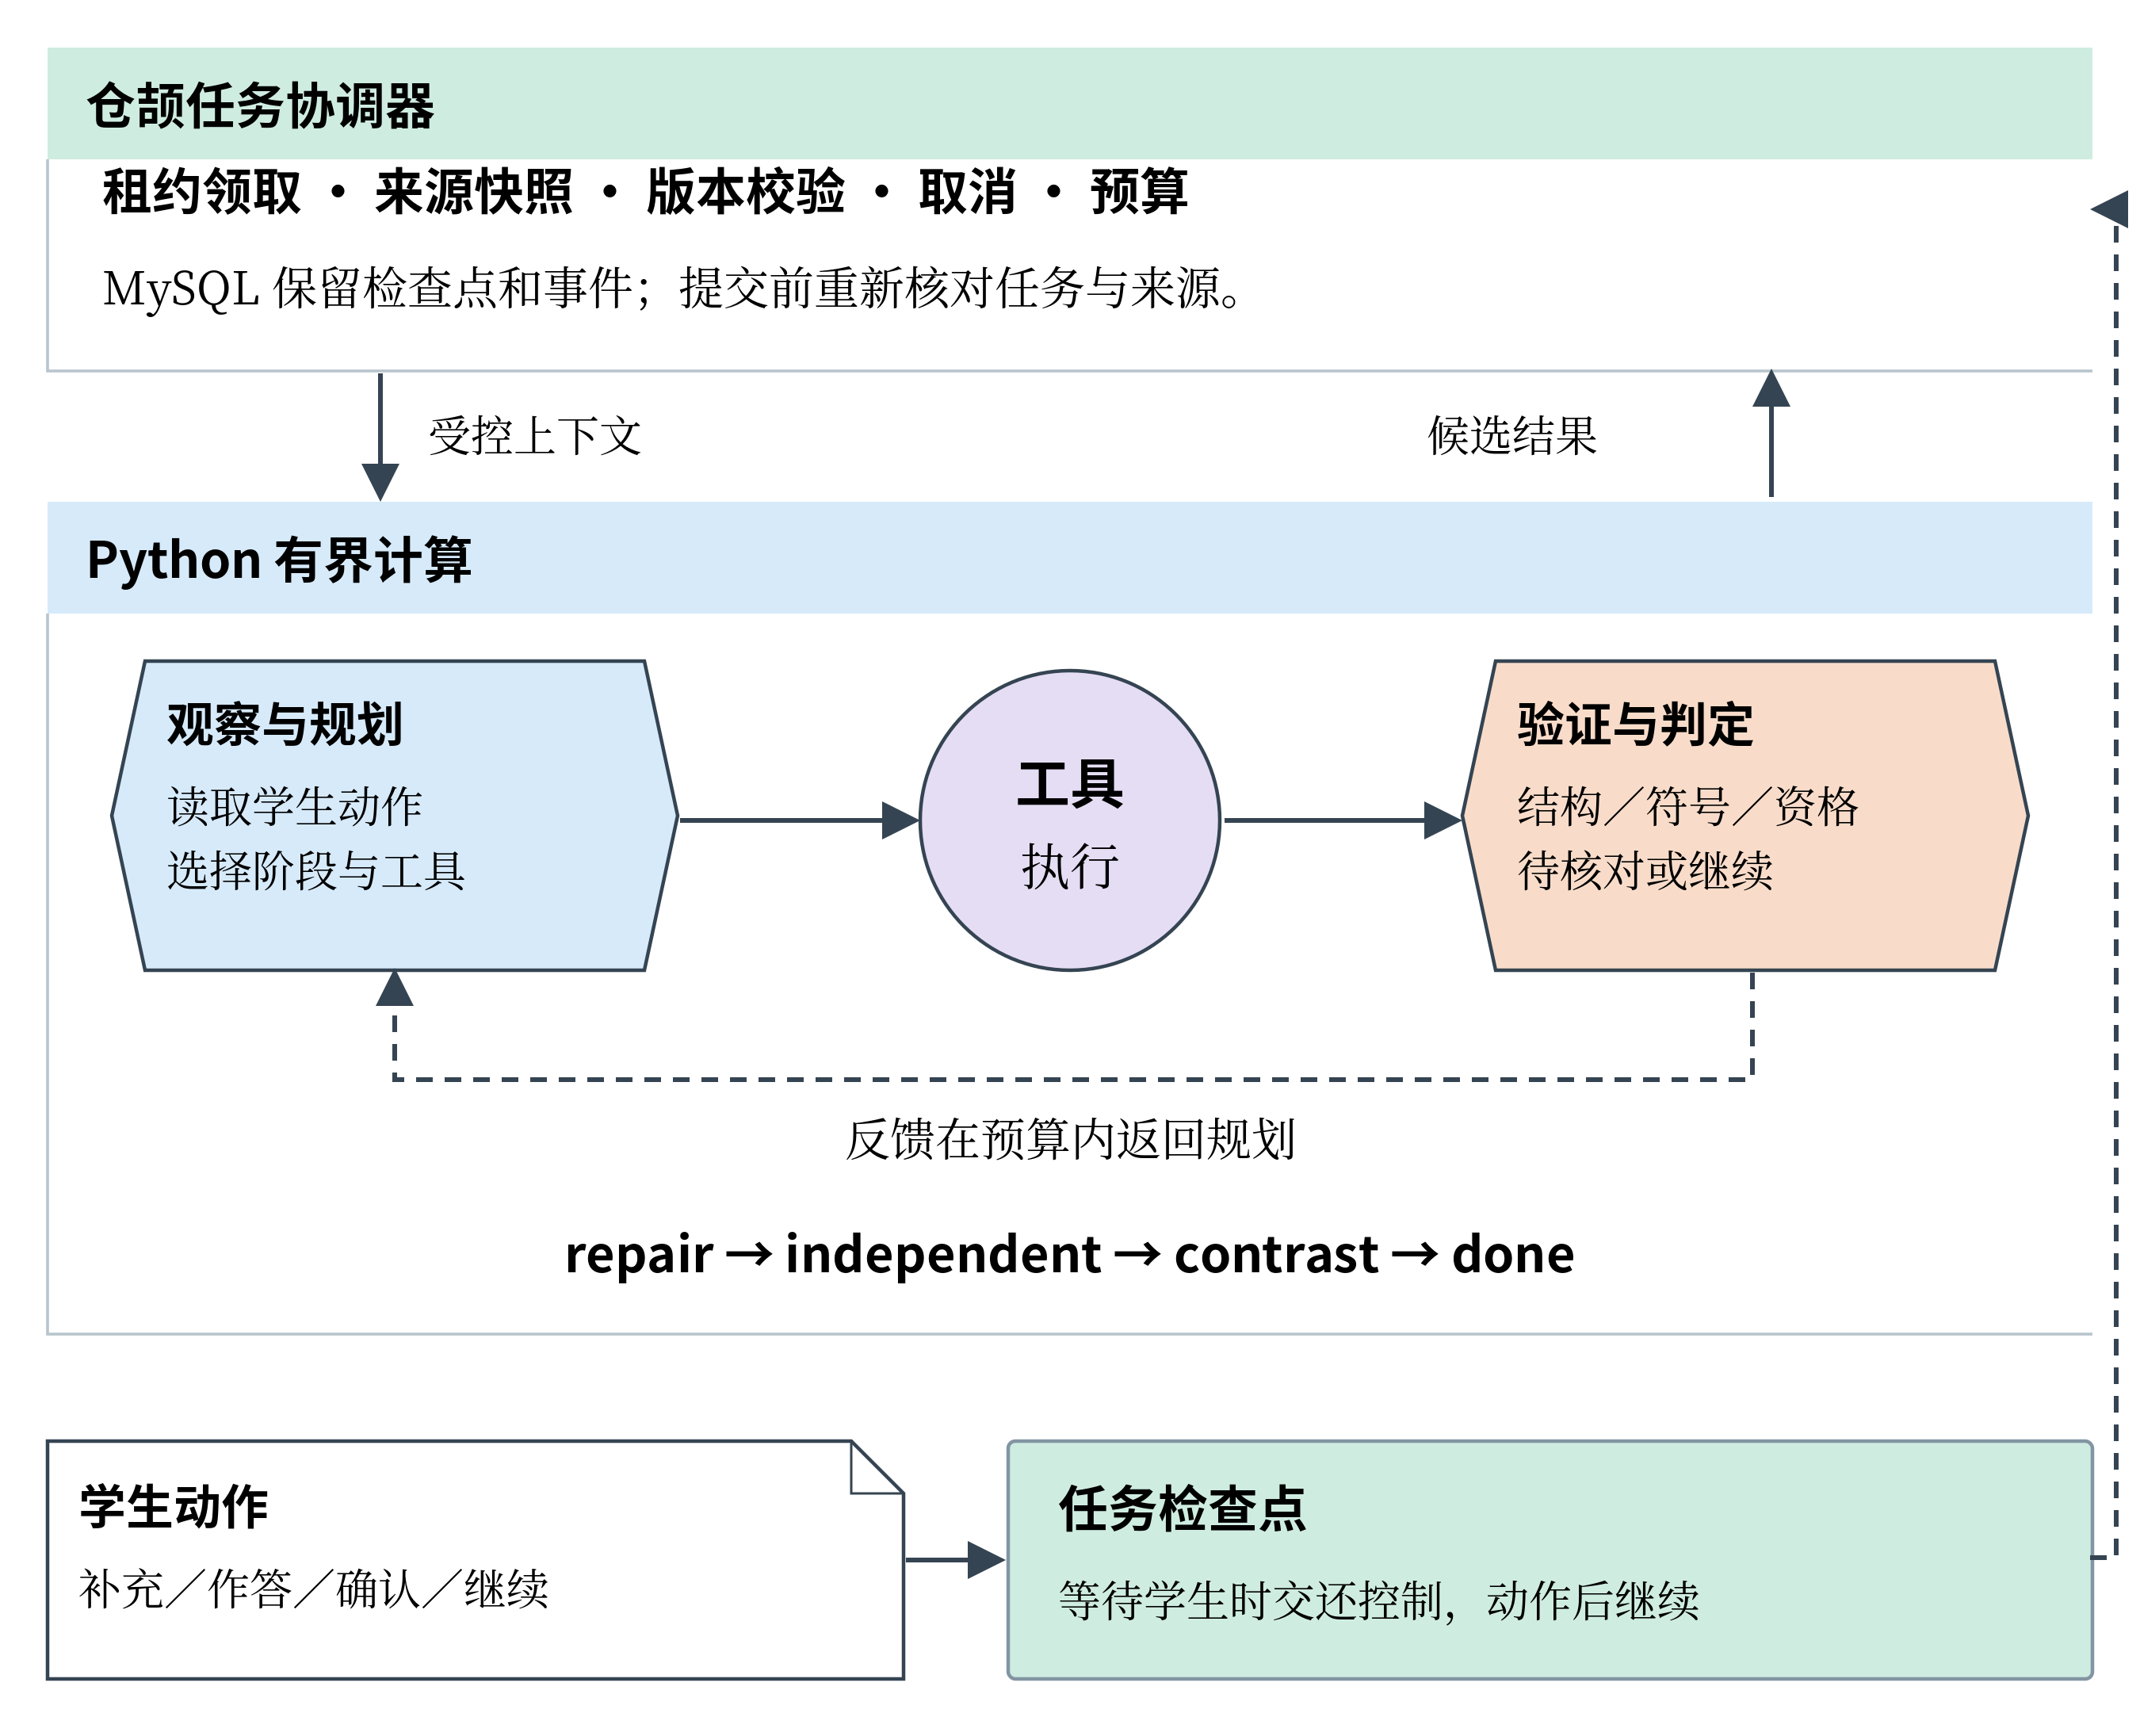 仓颉任务协调器
租约领取 · 来源快照 · 版本校验 · 取消 · 预算
MySQL 保留检查点和事件；提交前重新核对任务与来源。
受控上下文
候选结果
Python 有界计算
观察与规划
读取学生动作
选择阶段与工具
工具
执行
验证与判定
结构／符号／资格
待核对或继续
反馈在预算内返回规划
repair → independent → contrast → done
学生动作
补充／作答／确认／继续
任务检查点
等待学生时交还控制，动作后继续